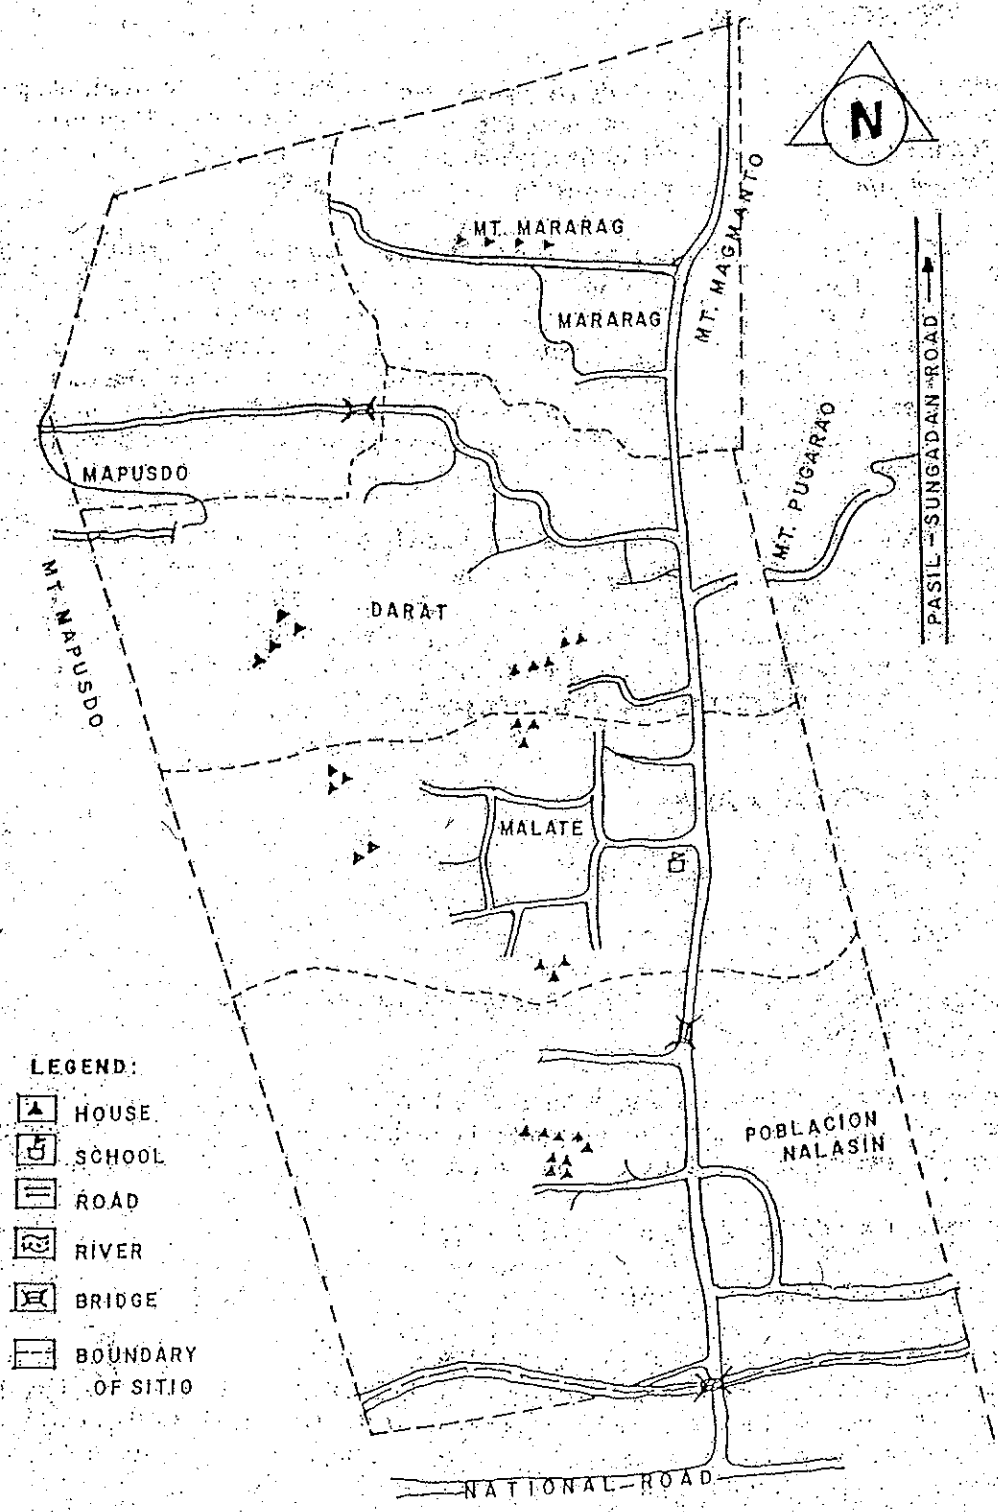 N
MT. MARARAG
MT. MAGMANTO
MARARAG
PASIL-SUNGADAN ROAD
MT. PUGARAO
MAPUSDO
MT. MAPUSDO
DARAT
MALATE
POBLACION
NALASIN
LEGEND:
HOUSE
SCHOOL
ROAD
RIVER
BRIDGE
BOUNDARY
OF SITIO
NATIONAL ROAD